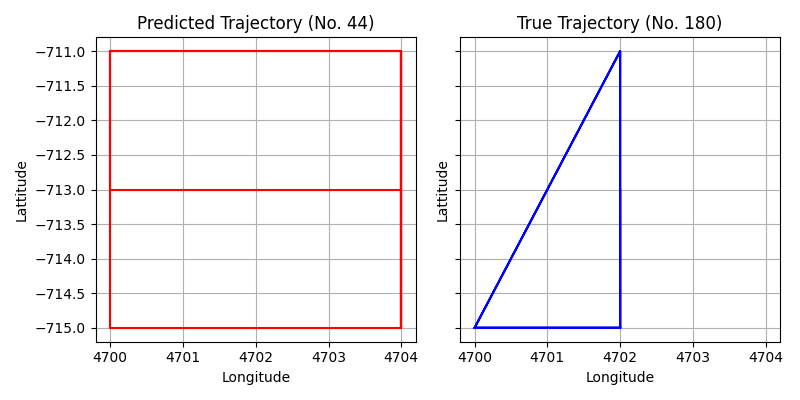 Predicted Trajectory (No. 44)
True Trajectory (No. 180)
Lattitude
−711.0
−711.5
−712.0
−712.5
−713.0
−713.5
−714.0
−714.5
−715.0
4700 4701 4702 4703 4704
Longitude
Lattitude
4700 4701 4702 4703 4704
Longitude